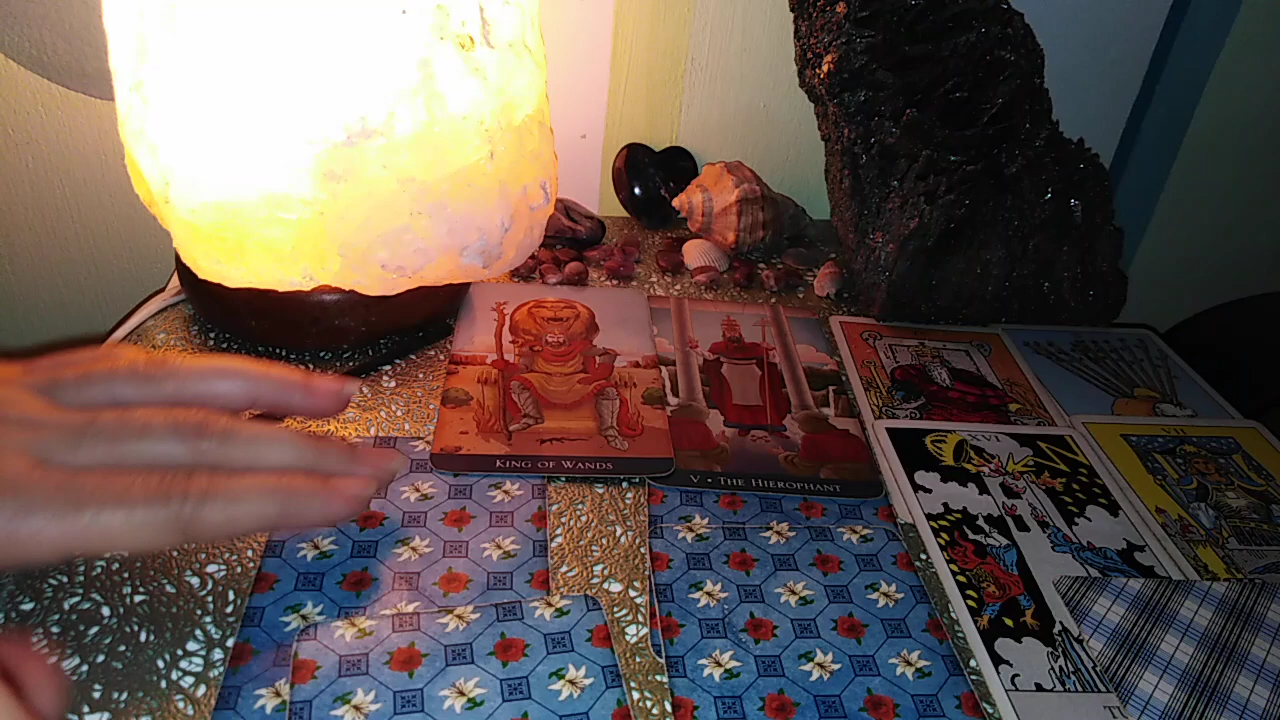 KING OF WANDS
V • THE HIEROPHANT
XVI
VII
T